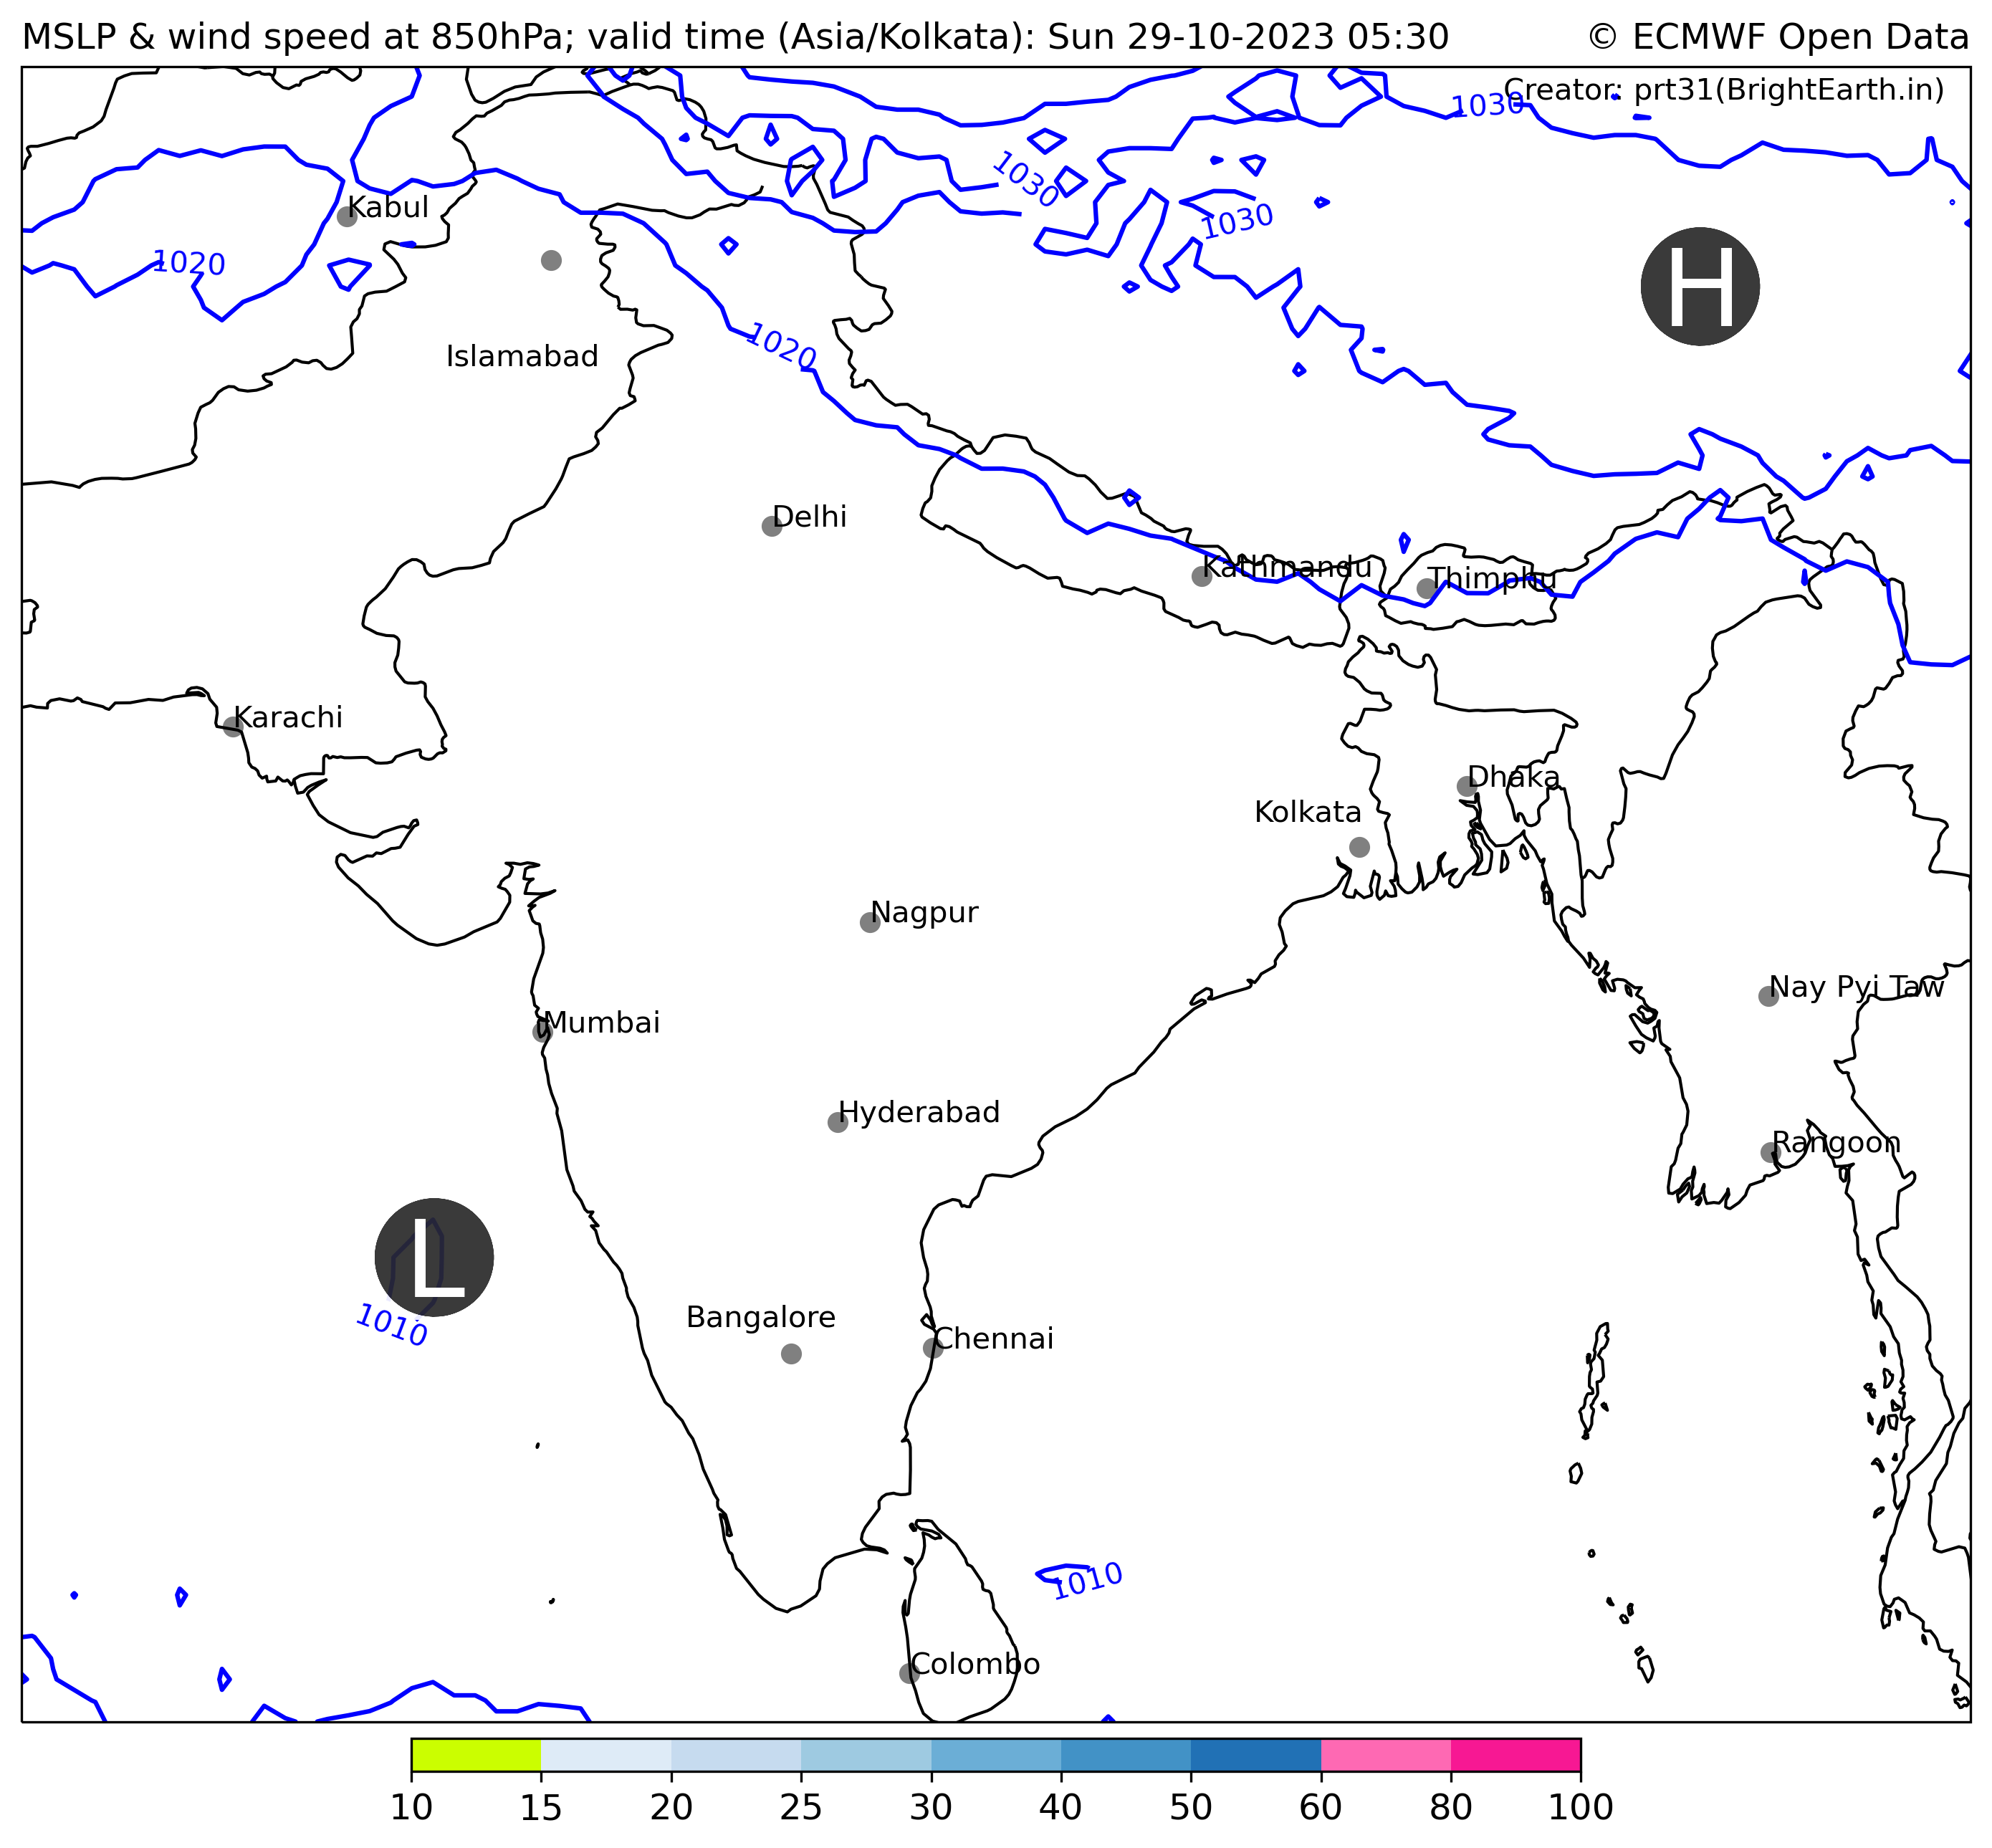 MSLP & wind speed at 850hPa; valid time (Asia/Kolkata): Sun 29-10-2023 05:30
© ECMWF Open Data
Creator: prt31(BrightEarth.in)
1030
1030
Kabul
1030
1020
H
1020
Islamabad
Delhi
Kathmandu
Thimphu
Karachi
Dhaka
Kolkata
Nagpur
Nay Pyi Taw
Mumbai
Hyderabad
Rangoon
L
1010
Bangalore
Chennai
1010
Colombo
10 15 20 25 30 40 50 60 80 100